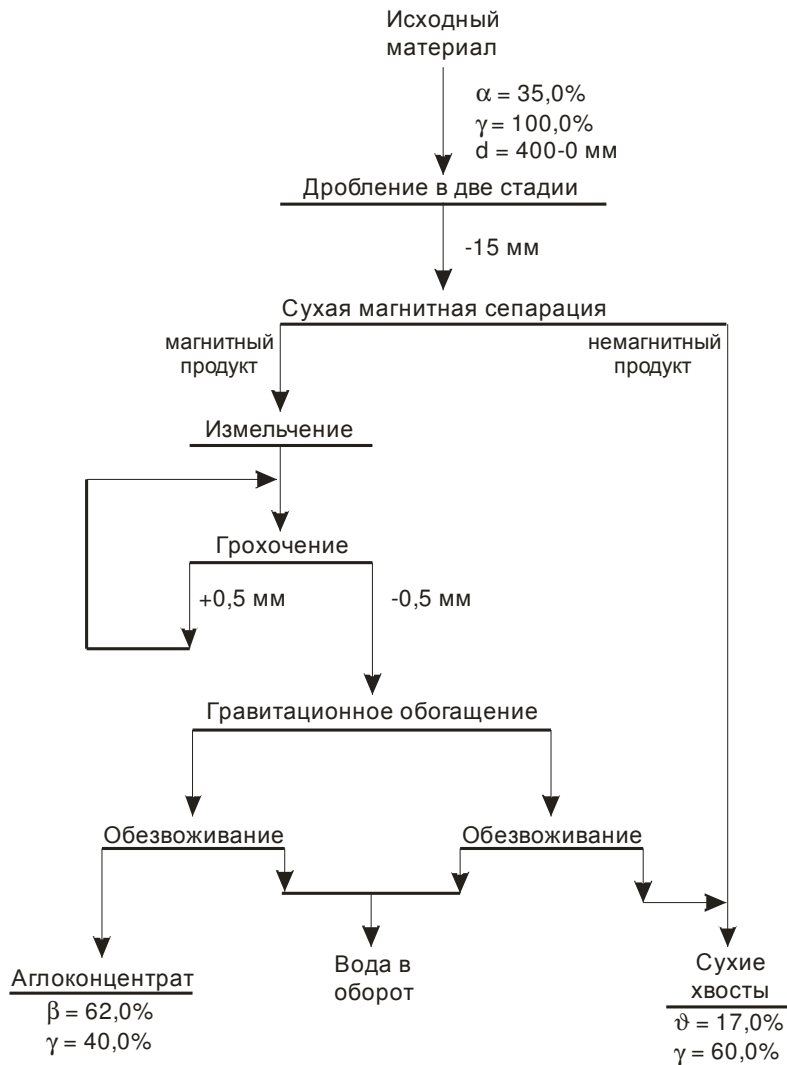 Исходный
материал
α = 35,0%
γ = 100,0%
d = 400-0 мм
Дробление в две стадии
-15 мм
Сухая магнитная сепарация
магнитный
продукт
немагнитный
продукт
Измельчение
Грохочение
+0,5 мм
-0,5 мм
Гравитационное обогащение
Обезвоживание
Обезвоживание
Аглоконцентрат
β = 62,0%
γ = 40,0%
Вода в
оборот
Сухие
хвосты
ϑ = 17,0%
γ = 60,0%